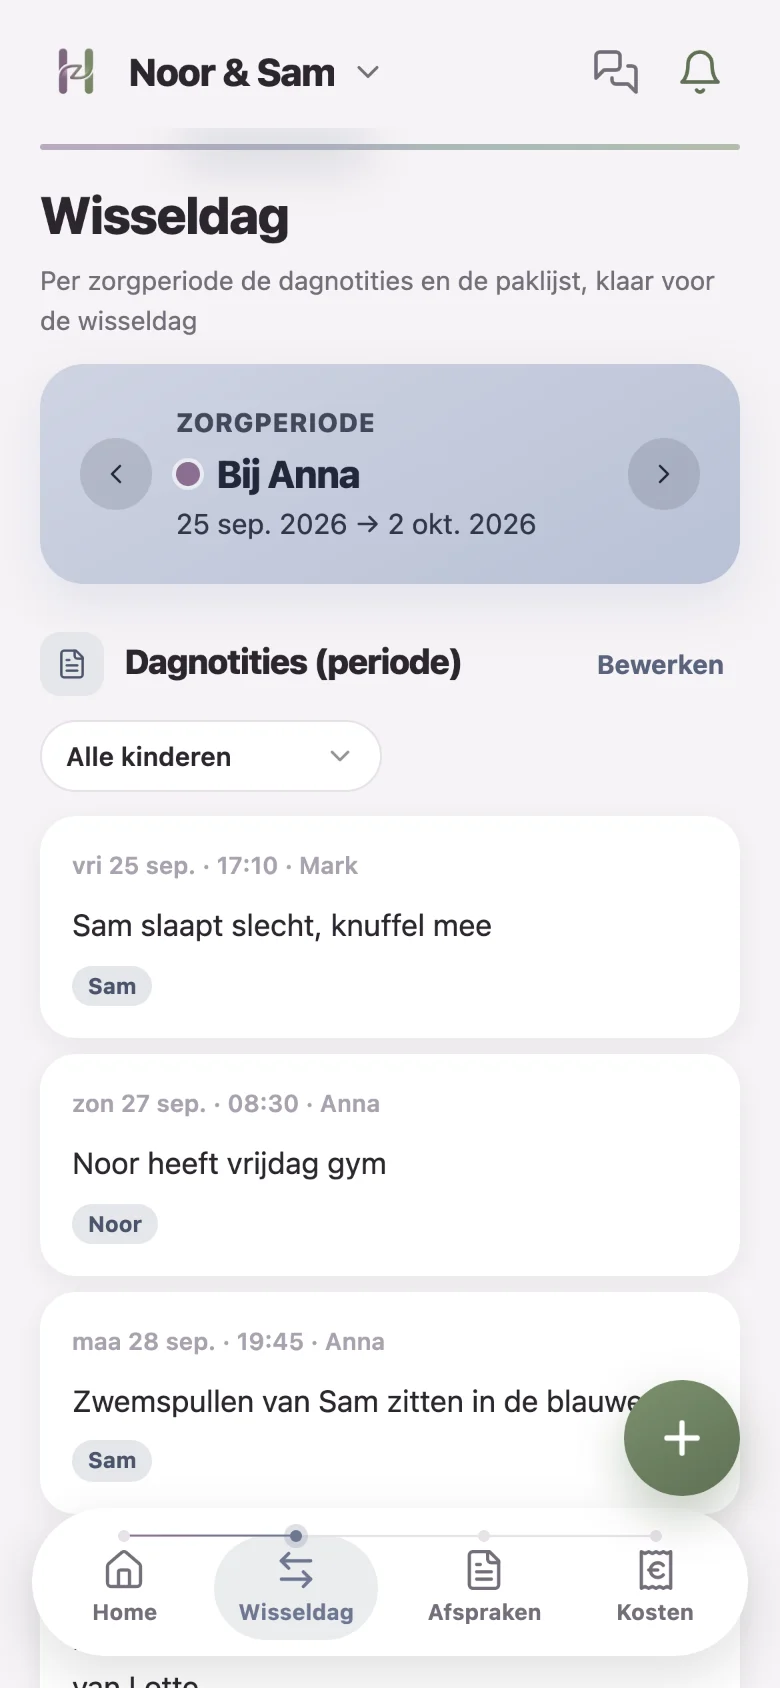 Noor & Sam
Wisseldag
Per zorgperiode de dagnotities en de paklijst, klaar voor
de wisseldag
ZORGPERIODE
Bij Anna
25 sep. 2026 → 2 okt. 2026
Dagnotities (periode)
Bewerken
Alle kinderen
vri 25 sep. · 17:10 · Mark
Sam slaapt slecht, knuffel mee
Sam
zon 27 sep. · 08:30 · Anna
Noor heeft vrijdag gym
Noor
maa 28 sep. · 19:45 · Anna
Zwemspullen van Sam zitten in de blauwe
Sam
Home
Wisseldag
Afspraken
Kosten
van Lotte